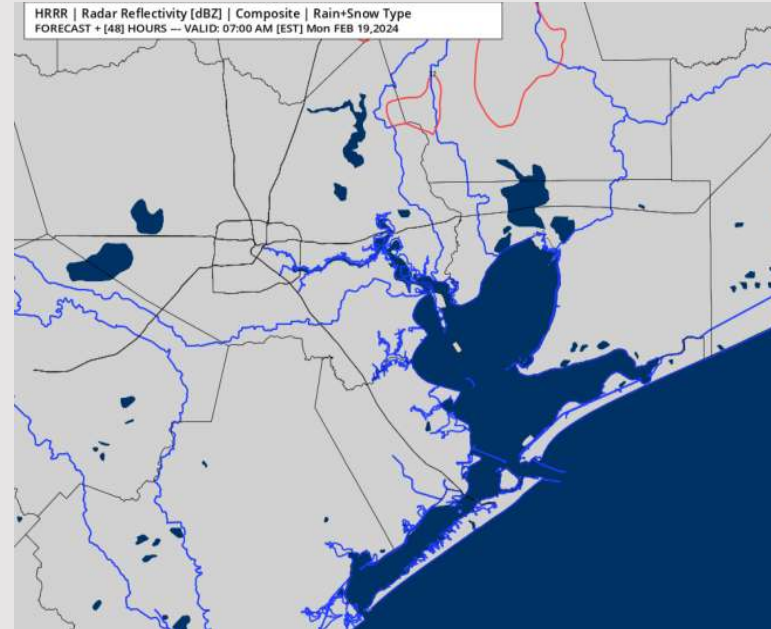 HRRR | Radar Reflectivity [dBZ] | Composite | Rain+Snow Type
FORECAST + [48] HOURS --- VALID: 07:00 AM [EST] Mon FEB 19,2024